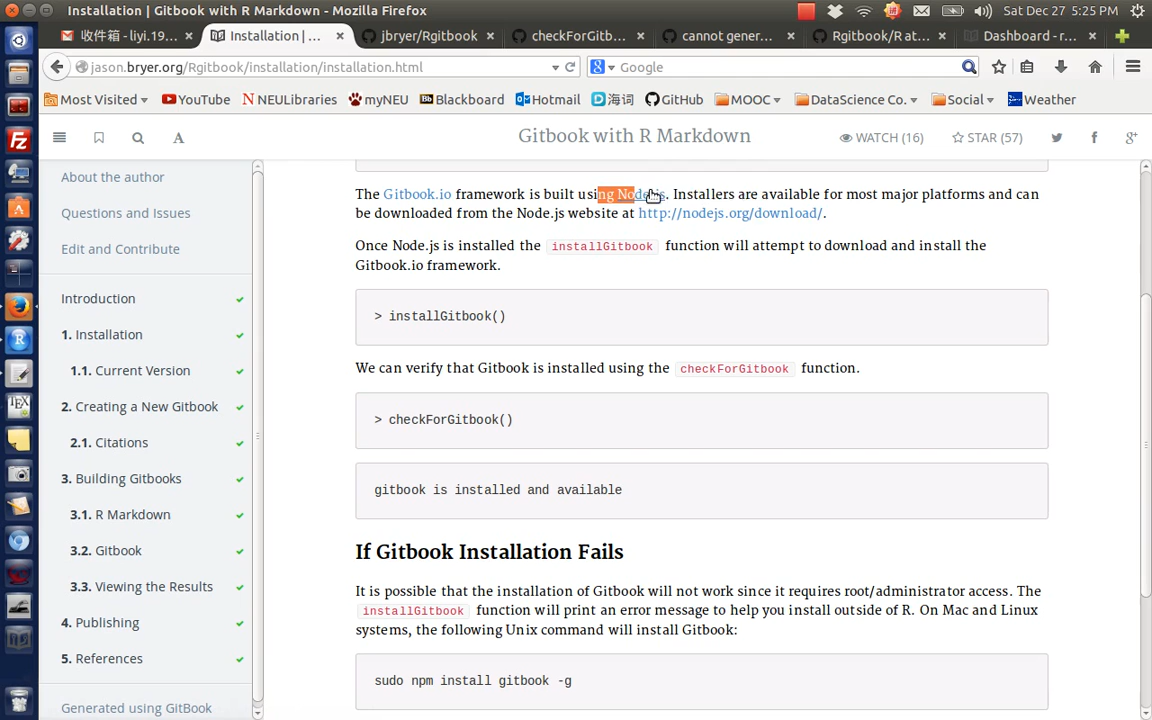 Installation | Gitbook with R Markdown - Mozilla Firefox
Sat Dec 27 5:25 PM
收件箱 - liyi.19...
Installation | ...
jbryer/Rgitbook
checkForGitb...
cannot gener...
Rgitbook/R at...
Dashboard - r...
jason.bryer.org/Rgitbook/installation/installation.html
Google
Most Visited
YouTube
NEULibraries
myNEU
Blackboard
Hotmail
海词
GitHub
MOOC
DataScience Co.
Social
Weather
Gitbook with R Markdown
WATCH (16)
STAR (57)
About the author
Questions and Issues
Edit and Contribute
Introduction
1. Installation
1.1. Current Version
2. Creating a New Gitbook
2.1. Citations
3. Building Gitbooks
3.1. R Markdown
3.2. Gitbook
3.3. Viewing the Results
4. Publishing
5. References
Generated using GitBook
The Gitbook.io framework is built using Node.js. Installers are available for most major platforms and can
be downloaded from the Node.js website at http://nodejs.org/download/.
Once Node.js is installed the installGitbook function will attempt to download and install the
Gitbook.io framework.
> installGitbook()
We can verify that Gitbook is installed using the checkForGitbook function.
> checkForGitbook()
gitbook is installed and available
If Gitbook Installation Fails
It is possible that the installation of Gitbook will not work since it requires root/administrator access. The
installGitbook function will print an error message to help you install outside of R. On Mac and Linux
systems, the following Unix command will install Gitbook:
sudo npm install gitbook -g